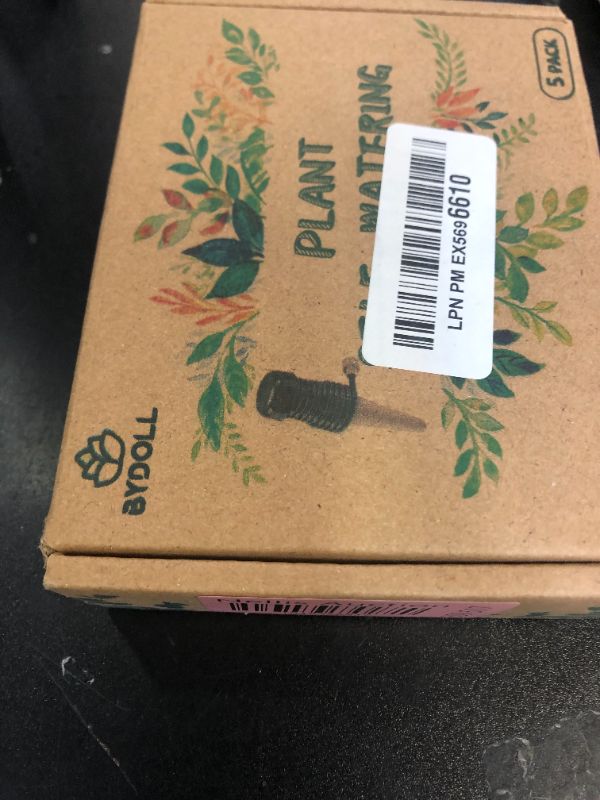 5 PACK
PLANT
WATERING
LPN PM EX5696610
BYDOLL